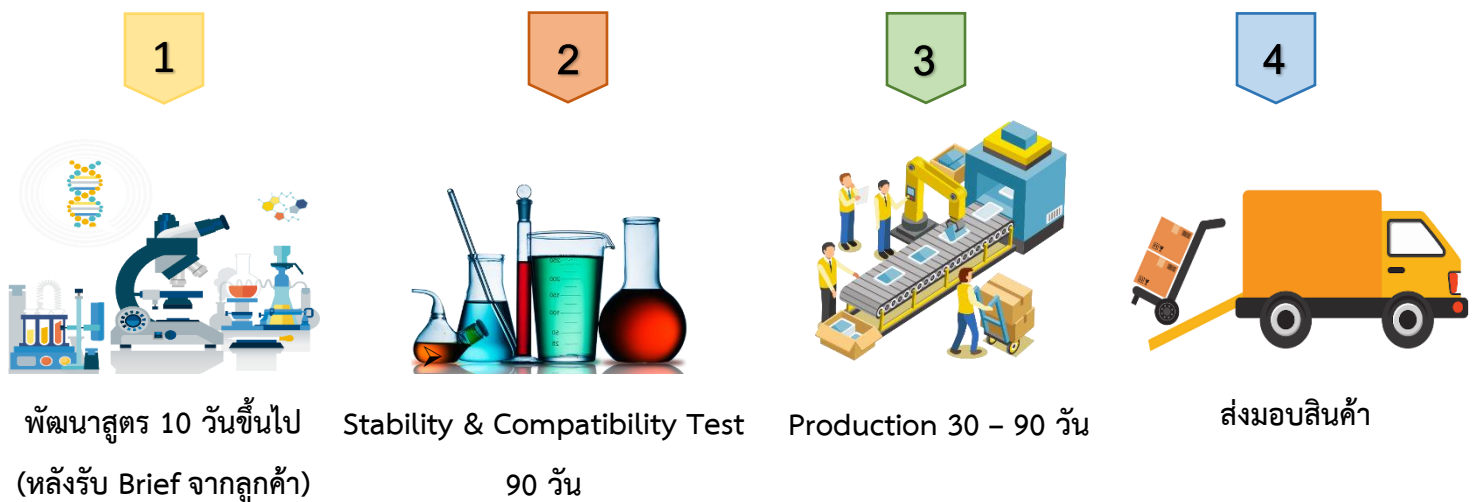 1
2
3
4
พัฒนาสูตร 10 วันขึ้นไป
(หลังรับ Brief จากลูกค้า)
Stability & Compatibility Test
90 วัน
Production 30 – 90 วัน
ส่งมอบสินค้า